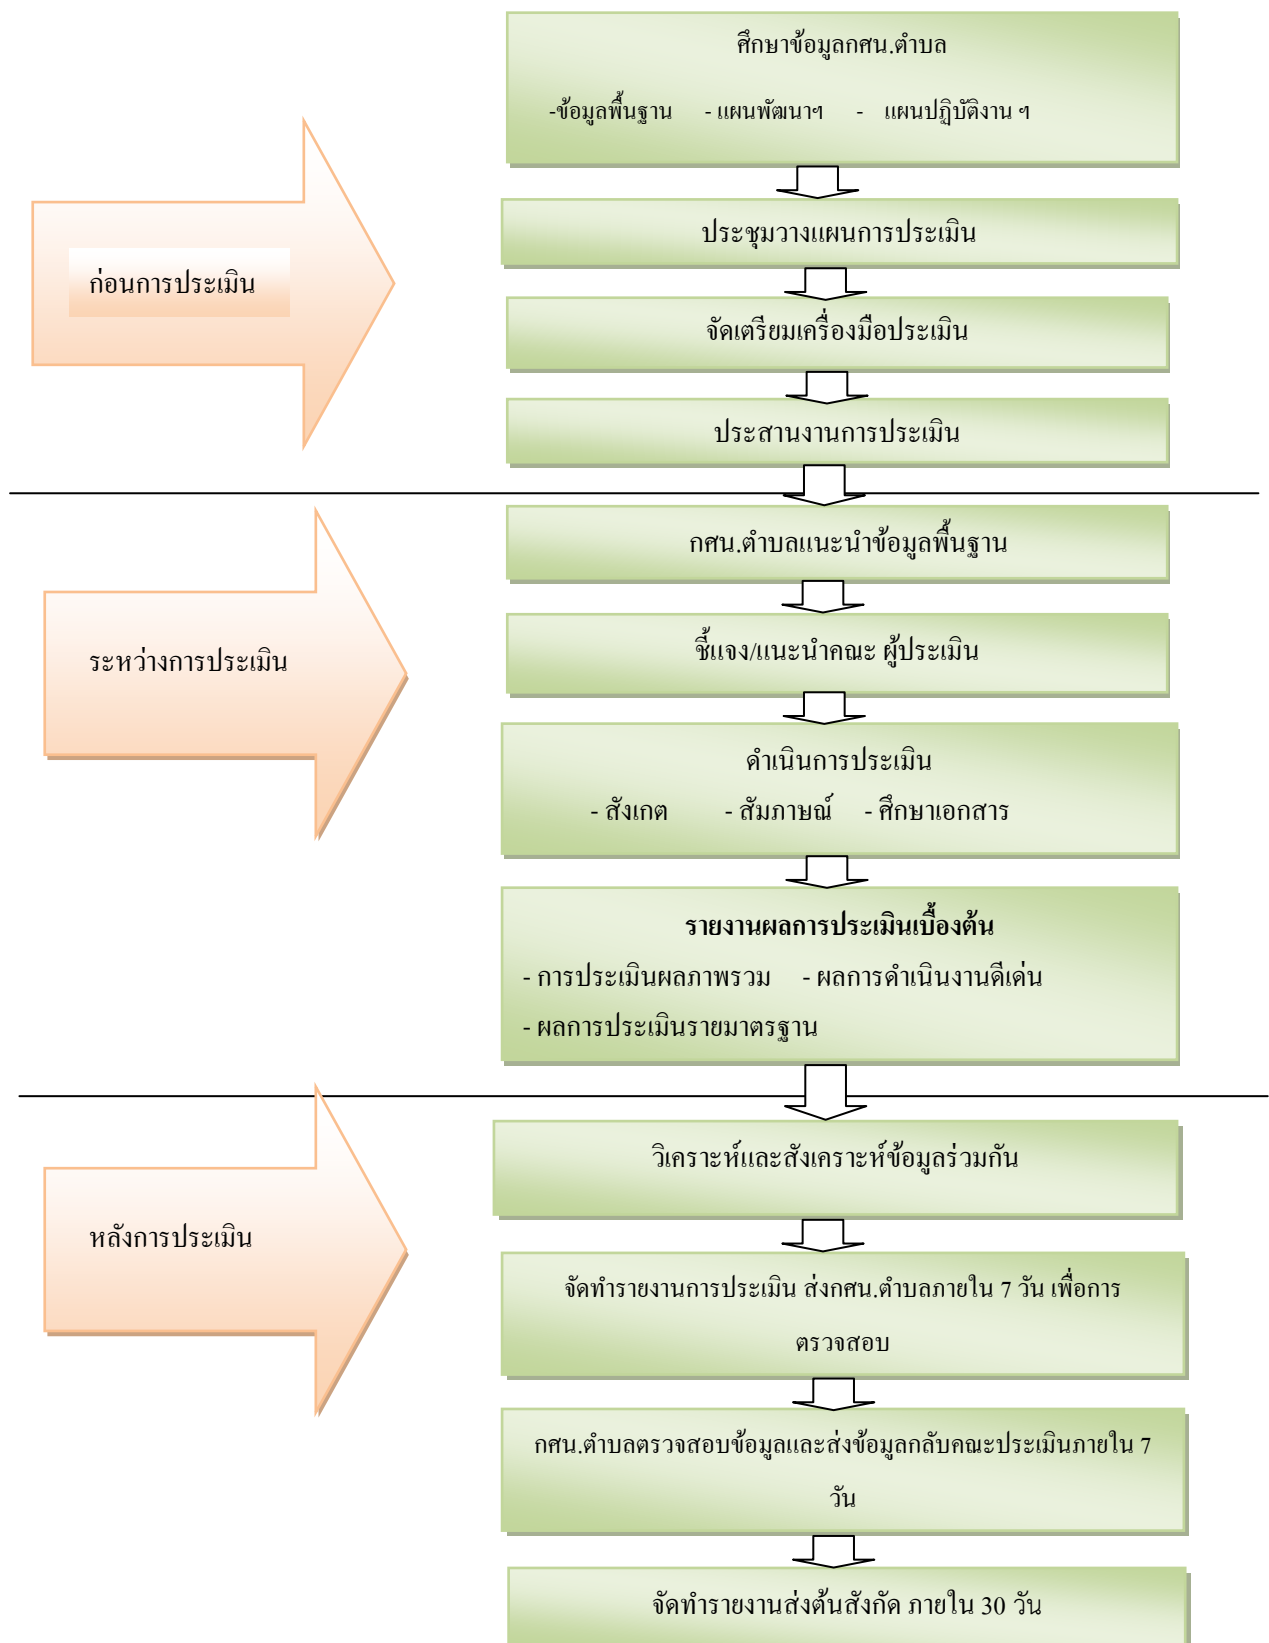 ศึกษาข้อมูลกศน.ตำบล
-ข้อมูลพื้นฐาน - แผนพัฒนาฯ - แผนปฏิบัติงาน ฯ
ก่อนการประเมิน
ประชุมวางแผนการประเมิน
จัดเตรียมเครื่องมือประเมิน
ประสานงานการประเมิน
กศน.ตำบลแนะนำข้อมูลพื้นฐาน
ระหว่างการประเมิน
ชี้แจง/แนะนำคณะ ผู้ประเมิน
ดำเนินการประเมิน
- สังเกต - สัมภาษณ์ - ศึกษาเอกสาร
รายงานผลการประเมินเบื้องต้น
- การประเมินผลภาพรวม - ผลการดำเนินงานดีเด่น
- ผลการประเมินรายมาตรฐาน
หลังการประเมิน
วิเคราะห์และสังเคราะห์ข้อมูลร่วมกัน
จัดทำรายงานการประเมิน ส่งกศน.ตำบลภายใน 7 วัน เพื่อการ
ตรวจสอบ
กศน.ตำบลตรวจสอบข้อมูลและส่งข้อมูลกลับคณะประเมินภายใน 7
วัน
จัดทำรายงานส่งต้นสังกัด ภายใน 30 วัน